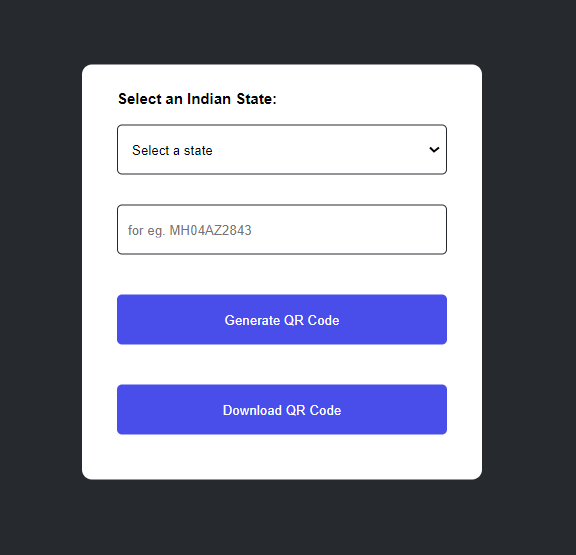 Select an Indian State:
Select a state
for eg. MH04AZ2843
Generate QR Code
Download QR Code